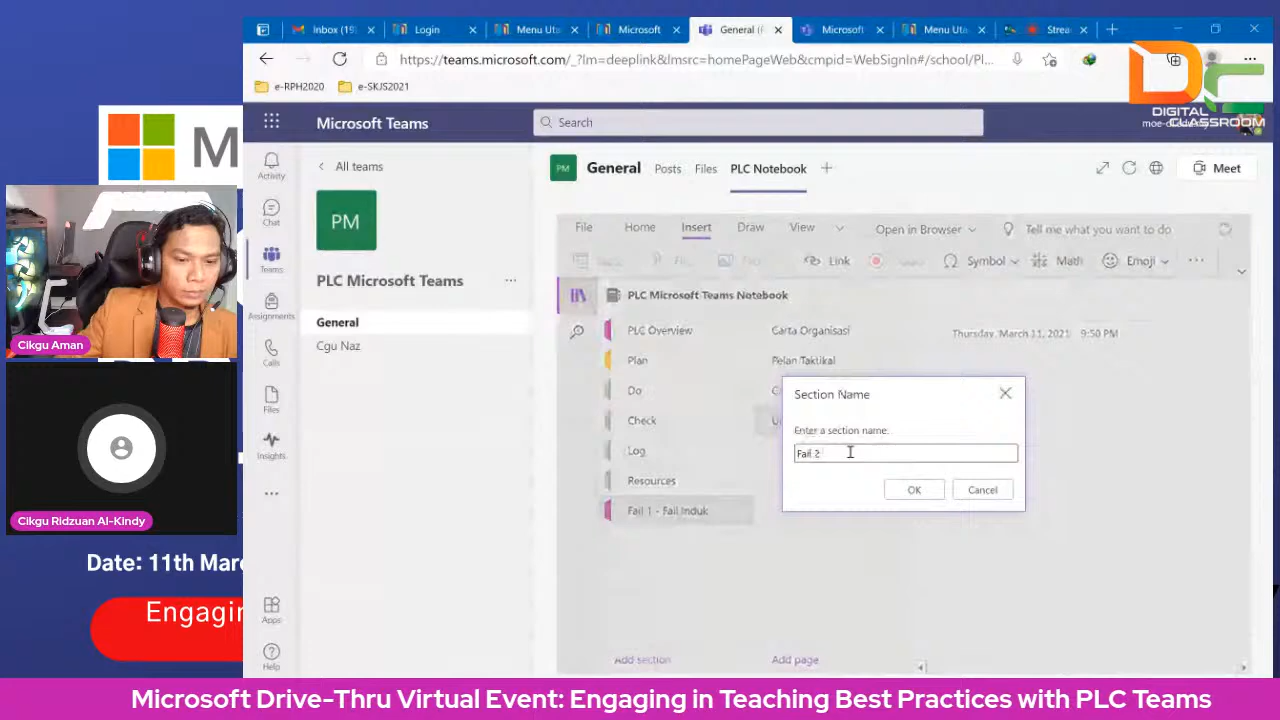 Inbox (19
Login
Menu Uta
Microsoft
General (
Microsoft
Menu Uta
Strea
https://teams.microsoft.com/_?lm=deeplink&lmsrc=homePageWeb&cmpid=WebSignIn#/school/Pl...
e-RPH2020
e-SKJS2021
DIGITAL
CLASSROOM
Microsoft Teams
Search
M
Activity
Chat
Teams
Assignments
Calls
Files
Insights
Apps
Help
All teams
PM
PLC Microsoft Teams
General
Cgu Naz
PM
General
Posts
Files
PLC Notebook
Meet
File
Home
Insert
Draw
View
Open in Browser
Tell me what you want to do
Link
Symbol
Math
Emoji
PLC Microsoft Teams Notebook
PLC Overview
Plan
Do
Check
Log
Resources
Fail 1 - Fail Induk
Carta Organisasi
Pelan Taktikal
Thursday, March 11, 2021 9:50 PM
Section Name
Enter a section name:
Fail 2
OK
Cancel
Add section
Add page
Cikgu Aman
Cikgu Ridzuan Al-Kindy
Date: 11th Mar
Engagin
Microsoft Drive-Thru Virtual Event: Engaging in Teaching Best Practices with PLC Teams